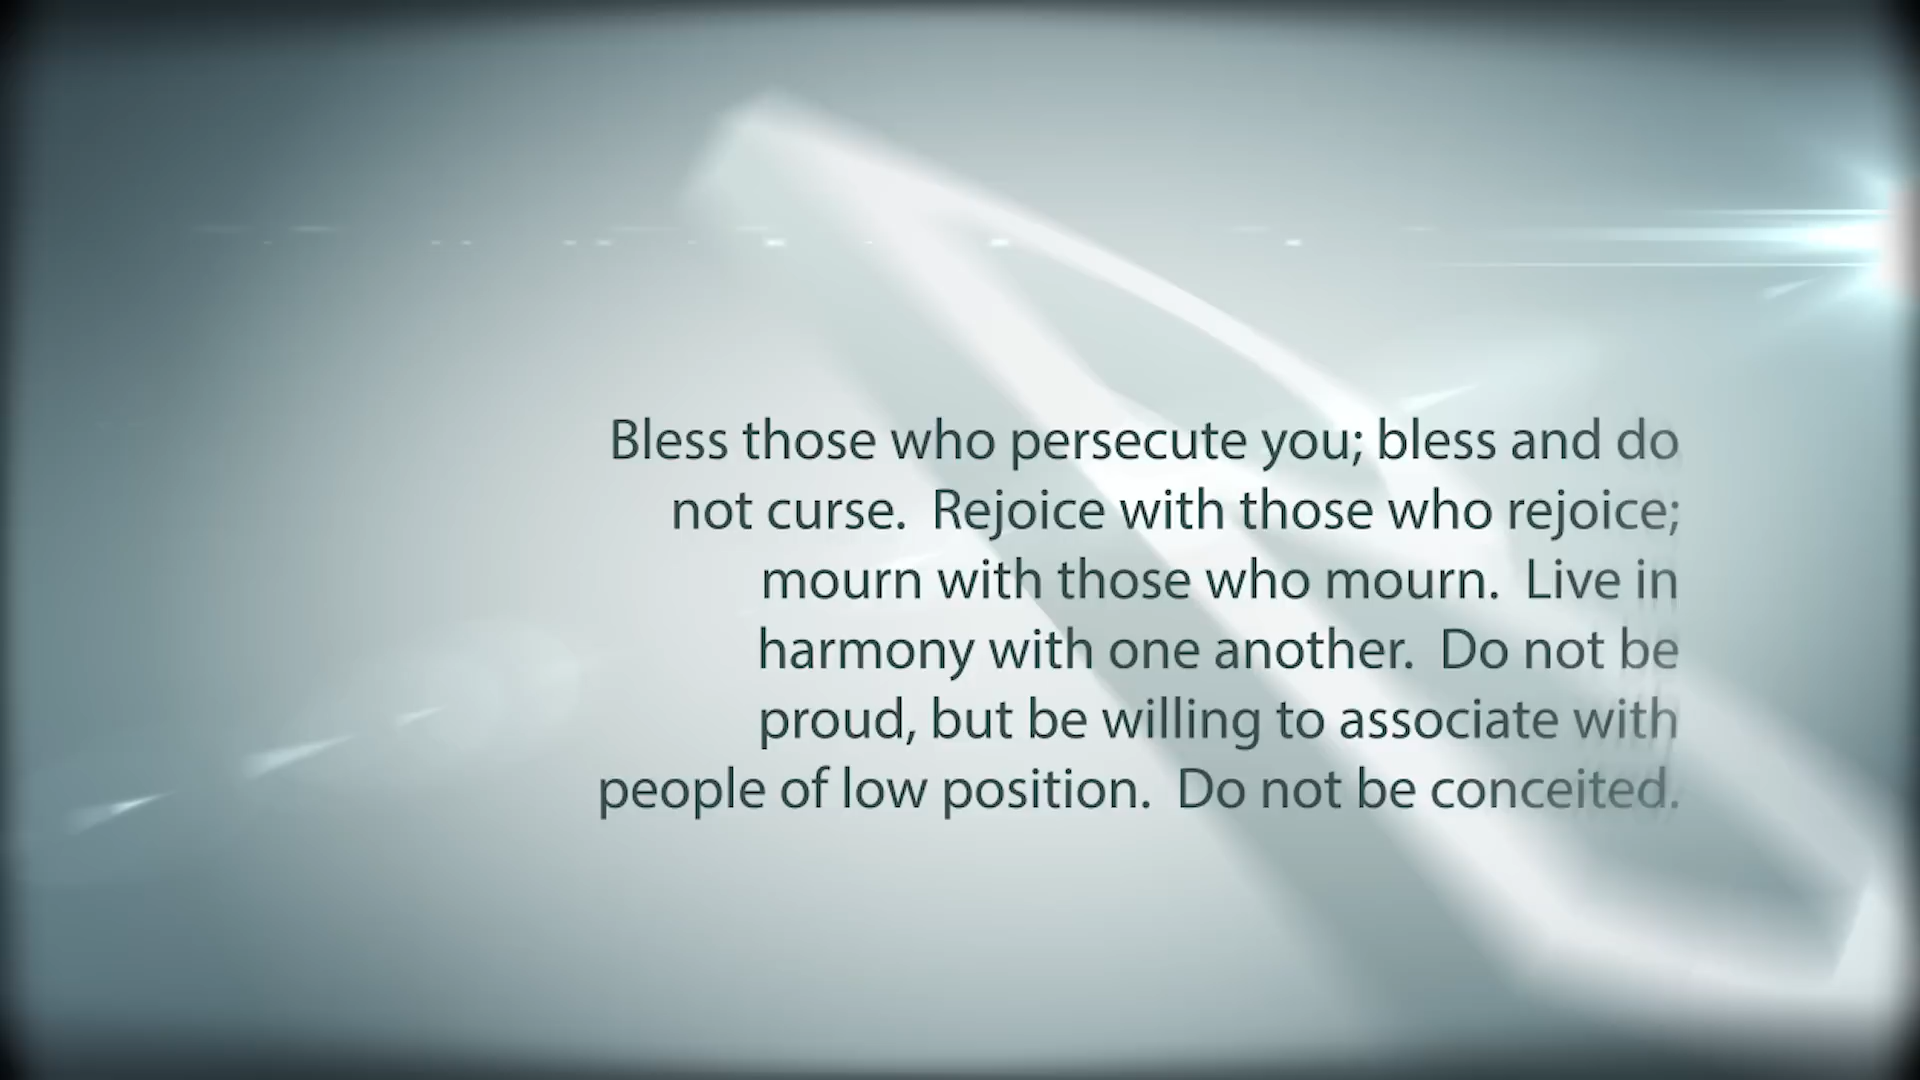 Bless those who persecute you; bless and do
not curse.  Rejoice with those who rejoice;
mourn with those who mourn.  Live in
harmony with one another.  Do not be
proud, but be willing to associate with
people of low position.  Do not be conceited.